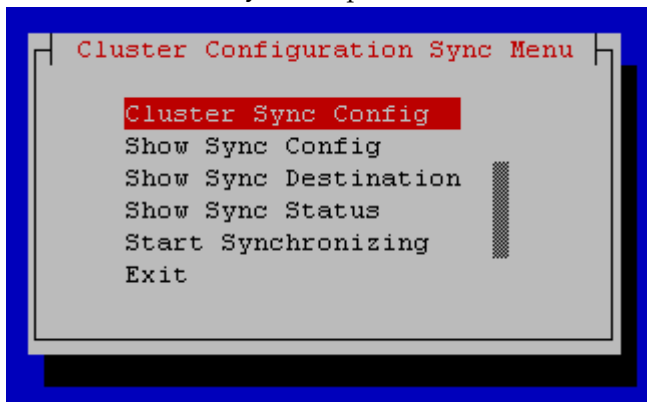 Cluster Configuration Sync Menu
Cluster Sync Config
Show Sync Config
Show Sync Destination
Show Sync Status
Start Synchronizing
Exit